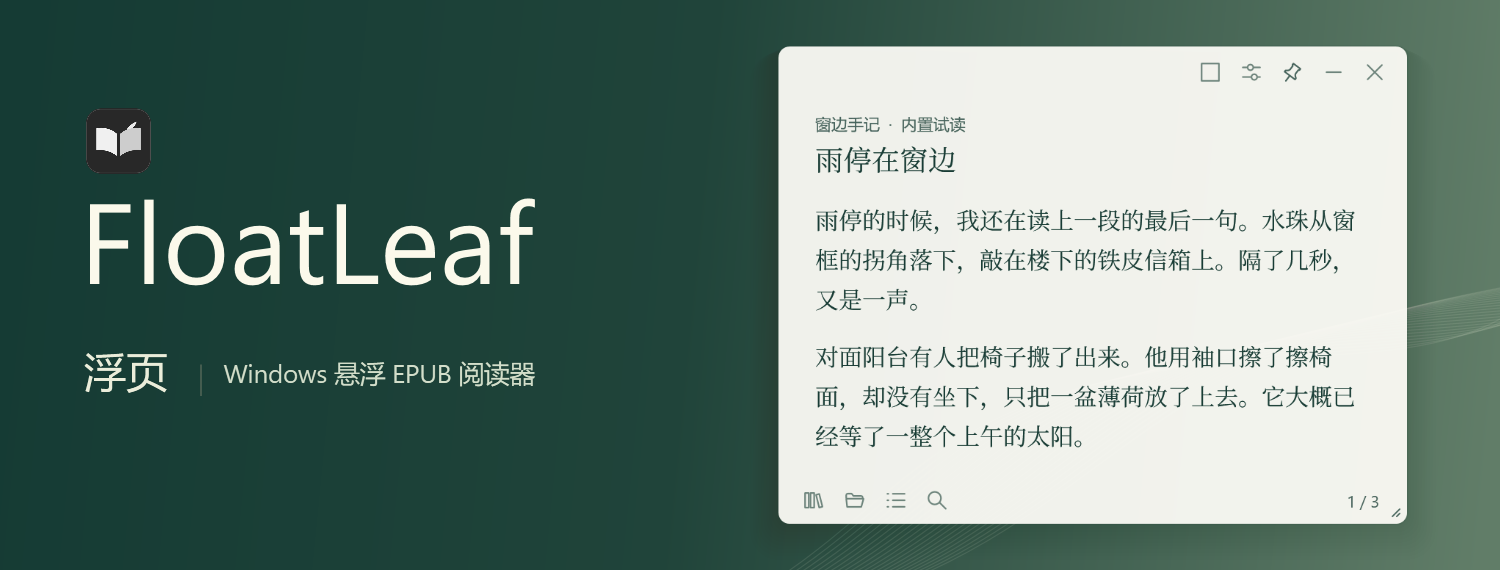 FloatLeaf
浮页
Windows 悬浮 EPUB 阅读器
窗边手记 · 内置试读
雨停在窗边
雨停的时候，我还在读上一段的最后一句。水珠从窗
框的拐角落下，敲在楼下的铁皮信箱上。隔了几秒，
又是一声。
对面阳台有人把椅子搬了出来。他用袖口擦了擦椅
面，却没有坐下，只把一盆薄荷放了上去。它大概已
经等了一整个上午的太阳。
1 / 3